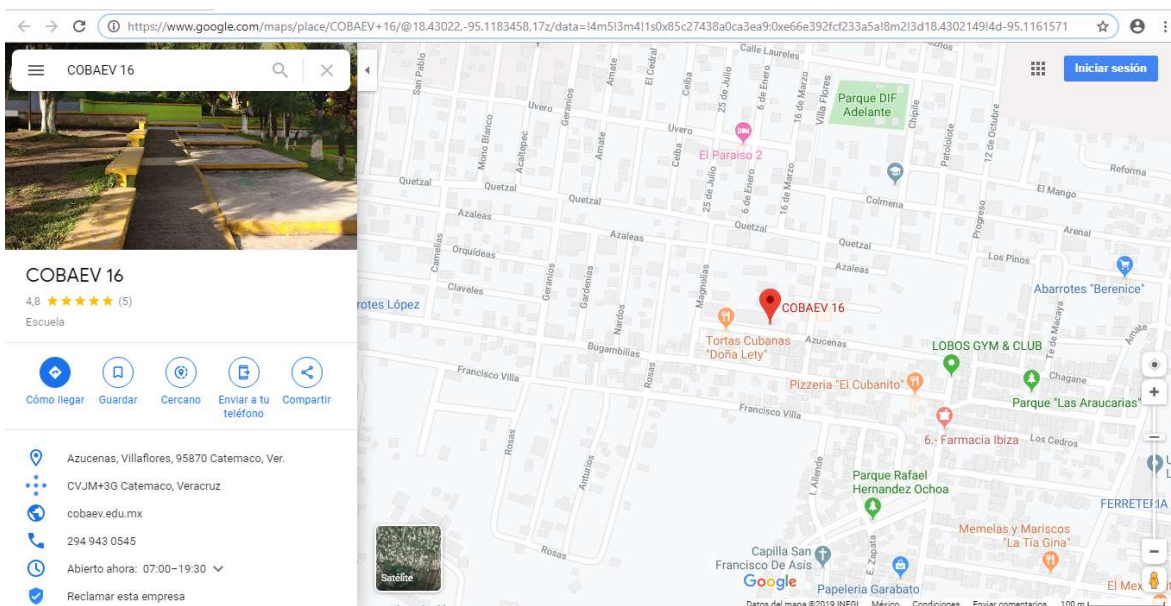 https://www.google.com/maps/place/COBAEV+16/@18.43022,-95.1183458,17z/data=!4m5!3m4!1s0x85c27438a0ca3ea9:0xe66e392fcf233a5a!8m2!3d18.4302149!4d-95.1161571
COBAEV 16
Iniciar sesión
COBAEV 16
4,8 (5)
Escuela
Cómo llegar
Guardar
Cercano
Enviar a tu
teléfono
Compartir
Azucenas, Villaflores, 95870 Catemaco, Ver.
CVJM+3G Catemaco, Veracruz
cobaev.edu.mx
294 943 0545
Abierto ahora: 07:00–19:30
Reclamar esta empresa
Calle Laureles
San Pablo
Amate
El Cedral
Ceiba
25 de Julio
6 de Enero
16 de Marzo
Villa Flores
Parque DIF
Adelante
Chipile
Patololote
12 de Octubre
Uvero
Geranios
Mono Blanco
Acaltepec
Amate
Uvero
Ceiba
El Paraiso 2
Reforma
El Mango
Quetzal
Quetzal
Quetzal
25 de Julio
6 de Enero
16 de Marzo
Colmena
Progreso
Arenal
Azaleas
Azaleas
Quetzal
Quetzal
Los Pinos
Camelias
Orquídeas
Azaleas
Abarrotes "Berenice"
Claveles
Geranios
Gardenias
Nardos
Magnolias
COBAEV 16
rotes López
Te de Macaya
Amate
Tortas Cubanas
"Doña Lety"
Azucenas
LOBOS GYM & CLUB
Bugambilias
Francisco Villa
Rosas
Pizzeria "El Cubanito"
Chagane
Parque "Las Araucarias"
Francisco Villa
6.- Farmacia Ibiza
Los Cedros
Rosas
Anturios
I. Allende
Parque Rafael
Hernandez Ochoa
FERRETERIA
Memelas y Mariscos
"La Tía Gina"
Rosas
Capilla San
Francisco De Asís
E. Zapata
Papeleria Garabato
El Mex
Satélite
Google
Datos del mapa ©2019 INEGI México Condiciones Enviar comentarios 100 m